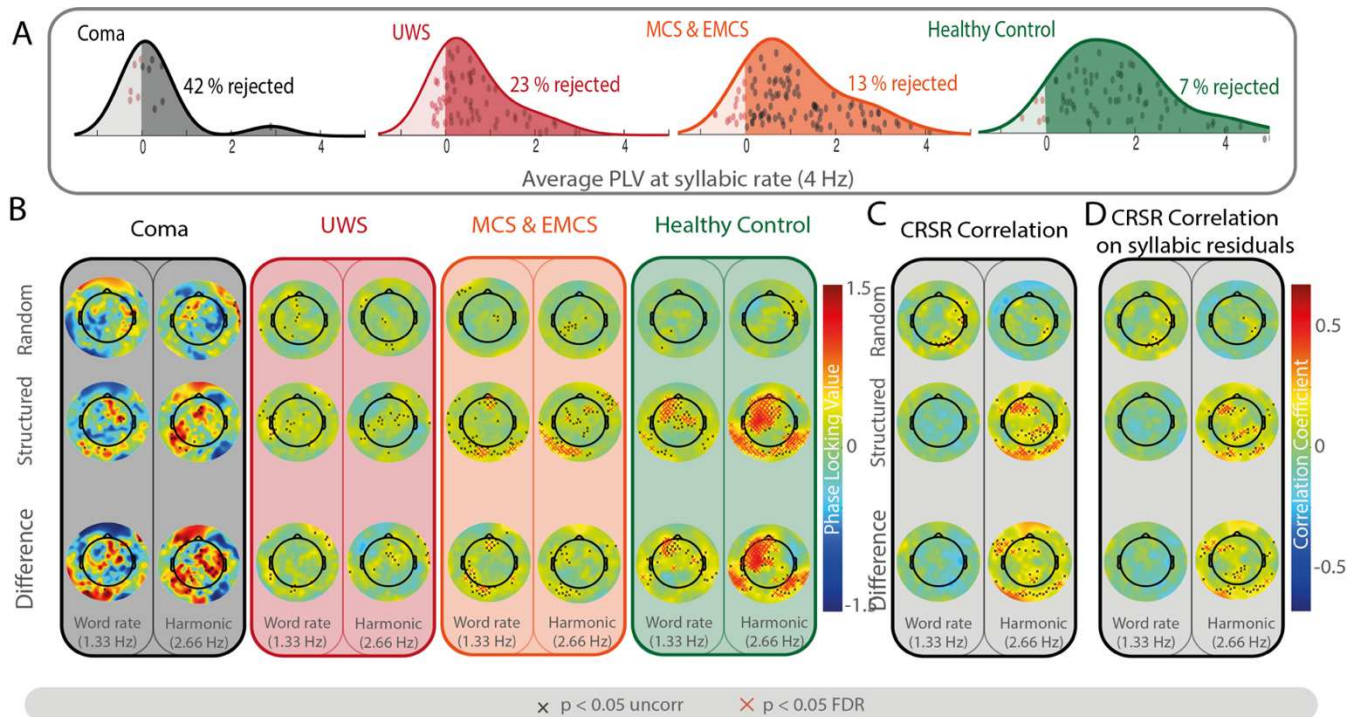 A
Coma
42 % rejected
UWS
23 % rejected
MCS & EMCS
13 % rejected
Healthy Control
7 % rejected
0 2 4
0 2 4
0 2 4
0 2 4
Average PLV at syllabic rate (4 Hz)
B
Coma
UWS
MCS & EMCS
Healthy Control
C
CRSR Correlation
D
CRSR Correlation
on syllabic residuals
Random
Structured
Difference
Word rate
(1.33 Hz)
Harmonic
(2.66 Hz)
Word rate
(1.33 Hz)
Harmonic
(2.66 Hz)
Word rate
(1.33 Hz)
Harmonic
(2.66 Hz)
Word rate
(1.33 Hz)
Harmonic
(2.66 Hz)
1.5
Phase Locking Value
0
-1.5
Random
Structured
Difference
Word rate
(1.33 Hz)
Harmonic
(2.66 Hz)
Word rate
(1.33 Hz)
Harmonic
(2.66 Hz)
0.5
Correlation Coefficient
0
-0.5
× p < 0.05 uncorr × p < 0.05 FDR